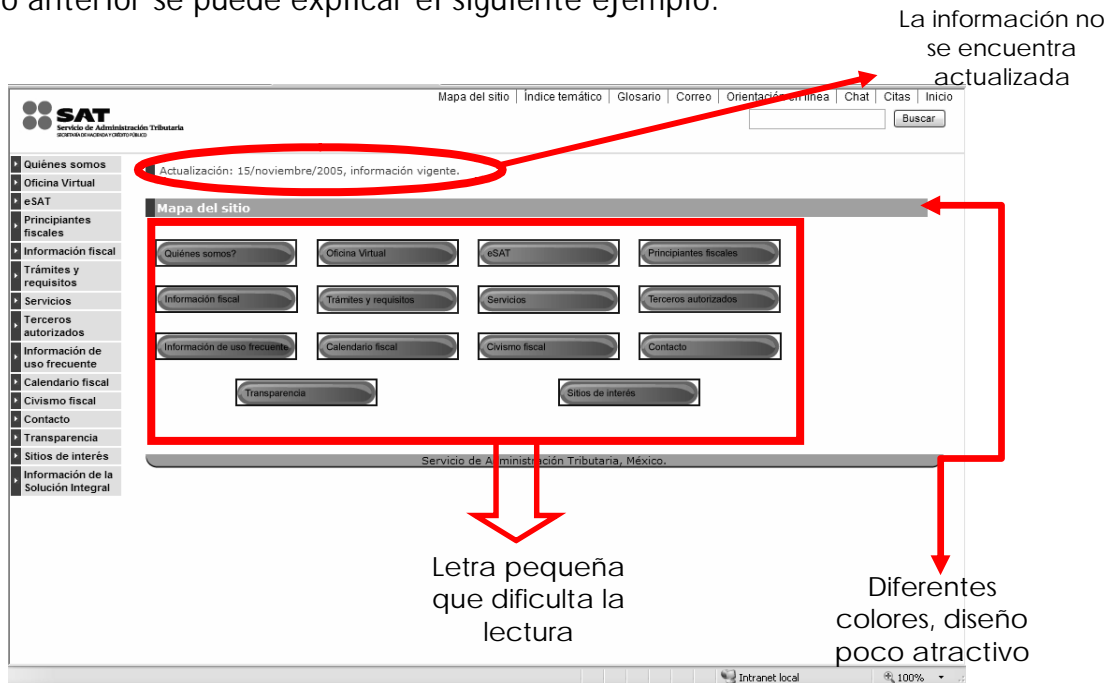 o anterior se puede explicar el siguiente ejemplo:
La información no
se encuentra
actualizada
Mapa del sitio | Índice temático | Glosario | Correo | Orientación en línea | Chat | Citas | Inicio
Buscar
SAT
Servicio de Administración Tributaria
SECRETARÍA DE HACIENDA Y CRÉDITO PÚBLICO
Quiénes somos
Oficina Virtual
eSAT
Principiantes
fiscales
Información fiscal
Trámites y
requisitos
Servicios
Terceros
autorizados
Información de
uso frecuente
Calendario fiscal
Civismo fiscal
Contacto
Transparencia
Sitios de interés
Información de la
Solución Integral
Actualización: 15/noviembre/2005, información vigente.
Mapa del sitio
Quiénes somos? Oficina Virtual eSAT Principiantes fiscales
Información fiscal Trámites y requisitos Servicios Terceros autorizados
Información de uso frecuente Calendario fiscal Civismo fiscal Contacto
Transparencia Sitios de interés
Servicio de Administración Tributaria, México.
Letra pequeña
que dificulta la
lectura
Diferentes
colores, diseño
poco atractivo
Intranet local 100%